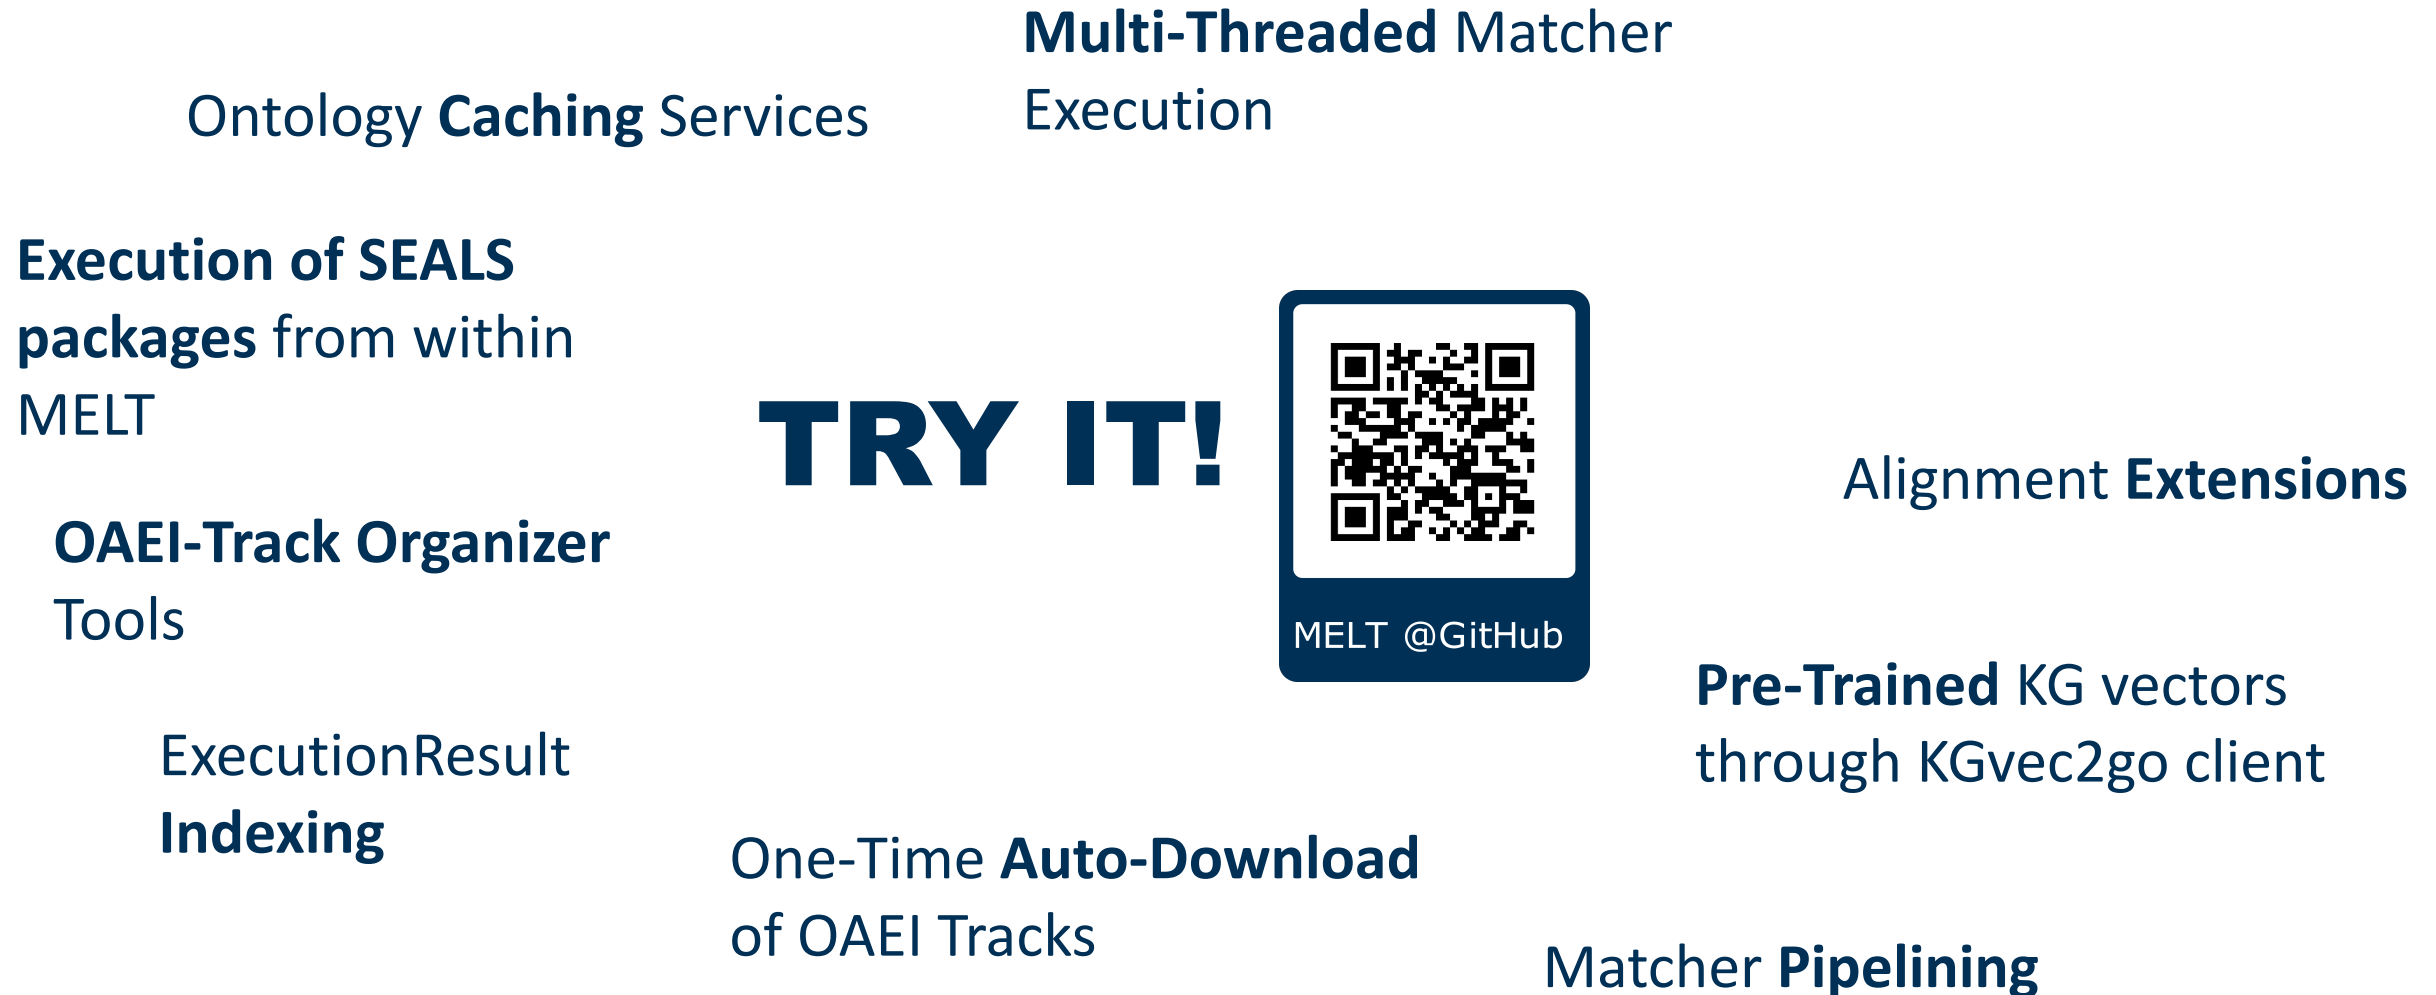 Multi-Threaded Matcher
Execution
Ontology Caching Services
Execution of SEALS
packages from within
MELT
TRY IT!
MELT @GitHub
Alignment Extensions
OAEI-Track Organizer
Tools
Pre-Trained KG vectors
through KGvec2go client
ExecutionResult
Indexing
One-Time Auto-Download
of OAEI Tracks
Matcher Pipelining